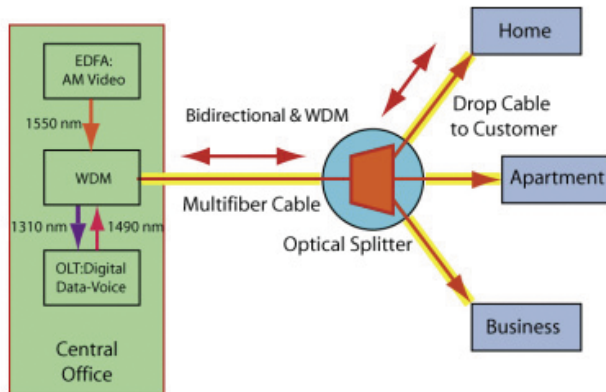 EDFA:
AM Video
1550 nm
WDM
1310 nm
1490 nm
OLT:Digital
Data-Voice
Central
Office
Bidirectional & WDM
Multifiber Cable
Optical Splitter
Home
Drop Cable
to Customer
Apartment
Business